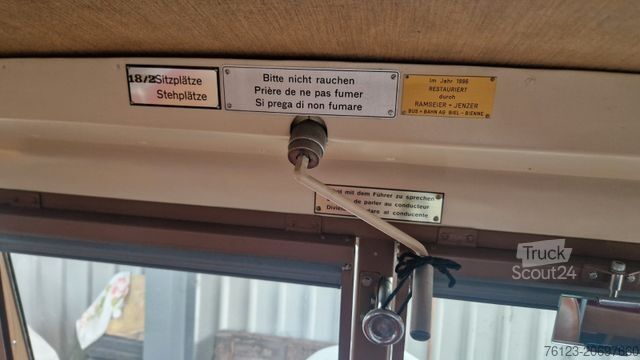 18/2 Sitzplätze
Stehplätze
Bitte nicht rauchen
Prière de ne pas fumer
Si prega di non fumare
Im Jahr 1996
RESTAURIERT
durch
RAMSEIER + JENZER
BUS + BAHN AG BIEL - BIENNE
mit dem Führer zu sprechen
de parler au conducteur
al conducente
Truck
Scout24